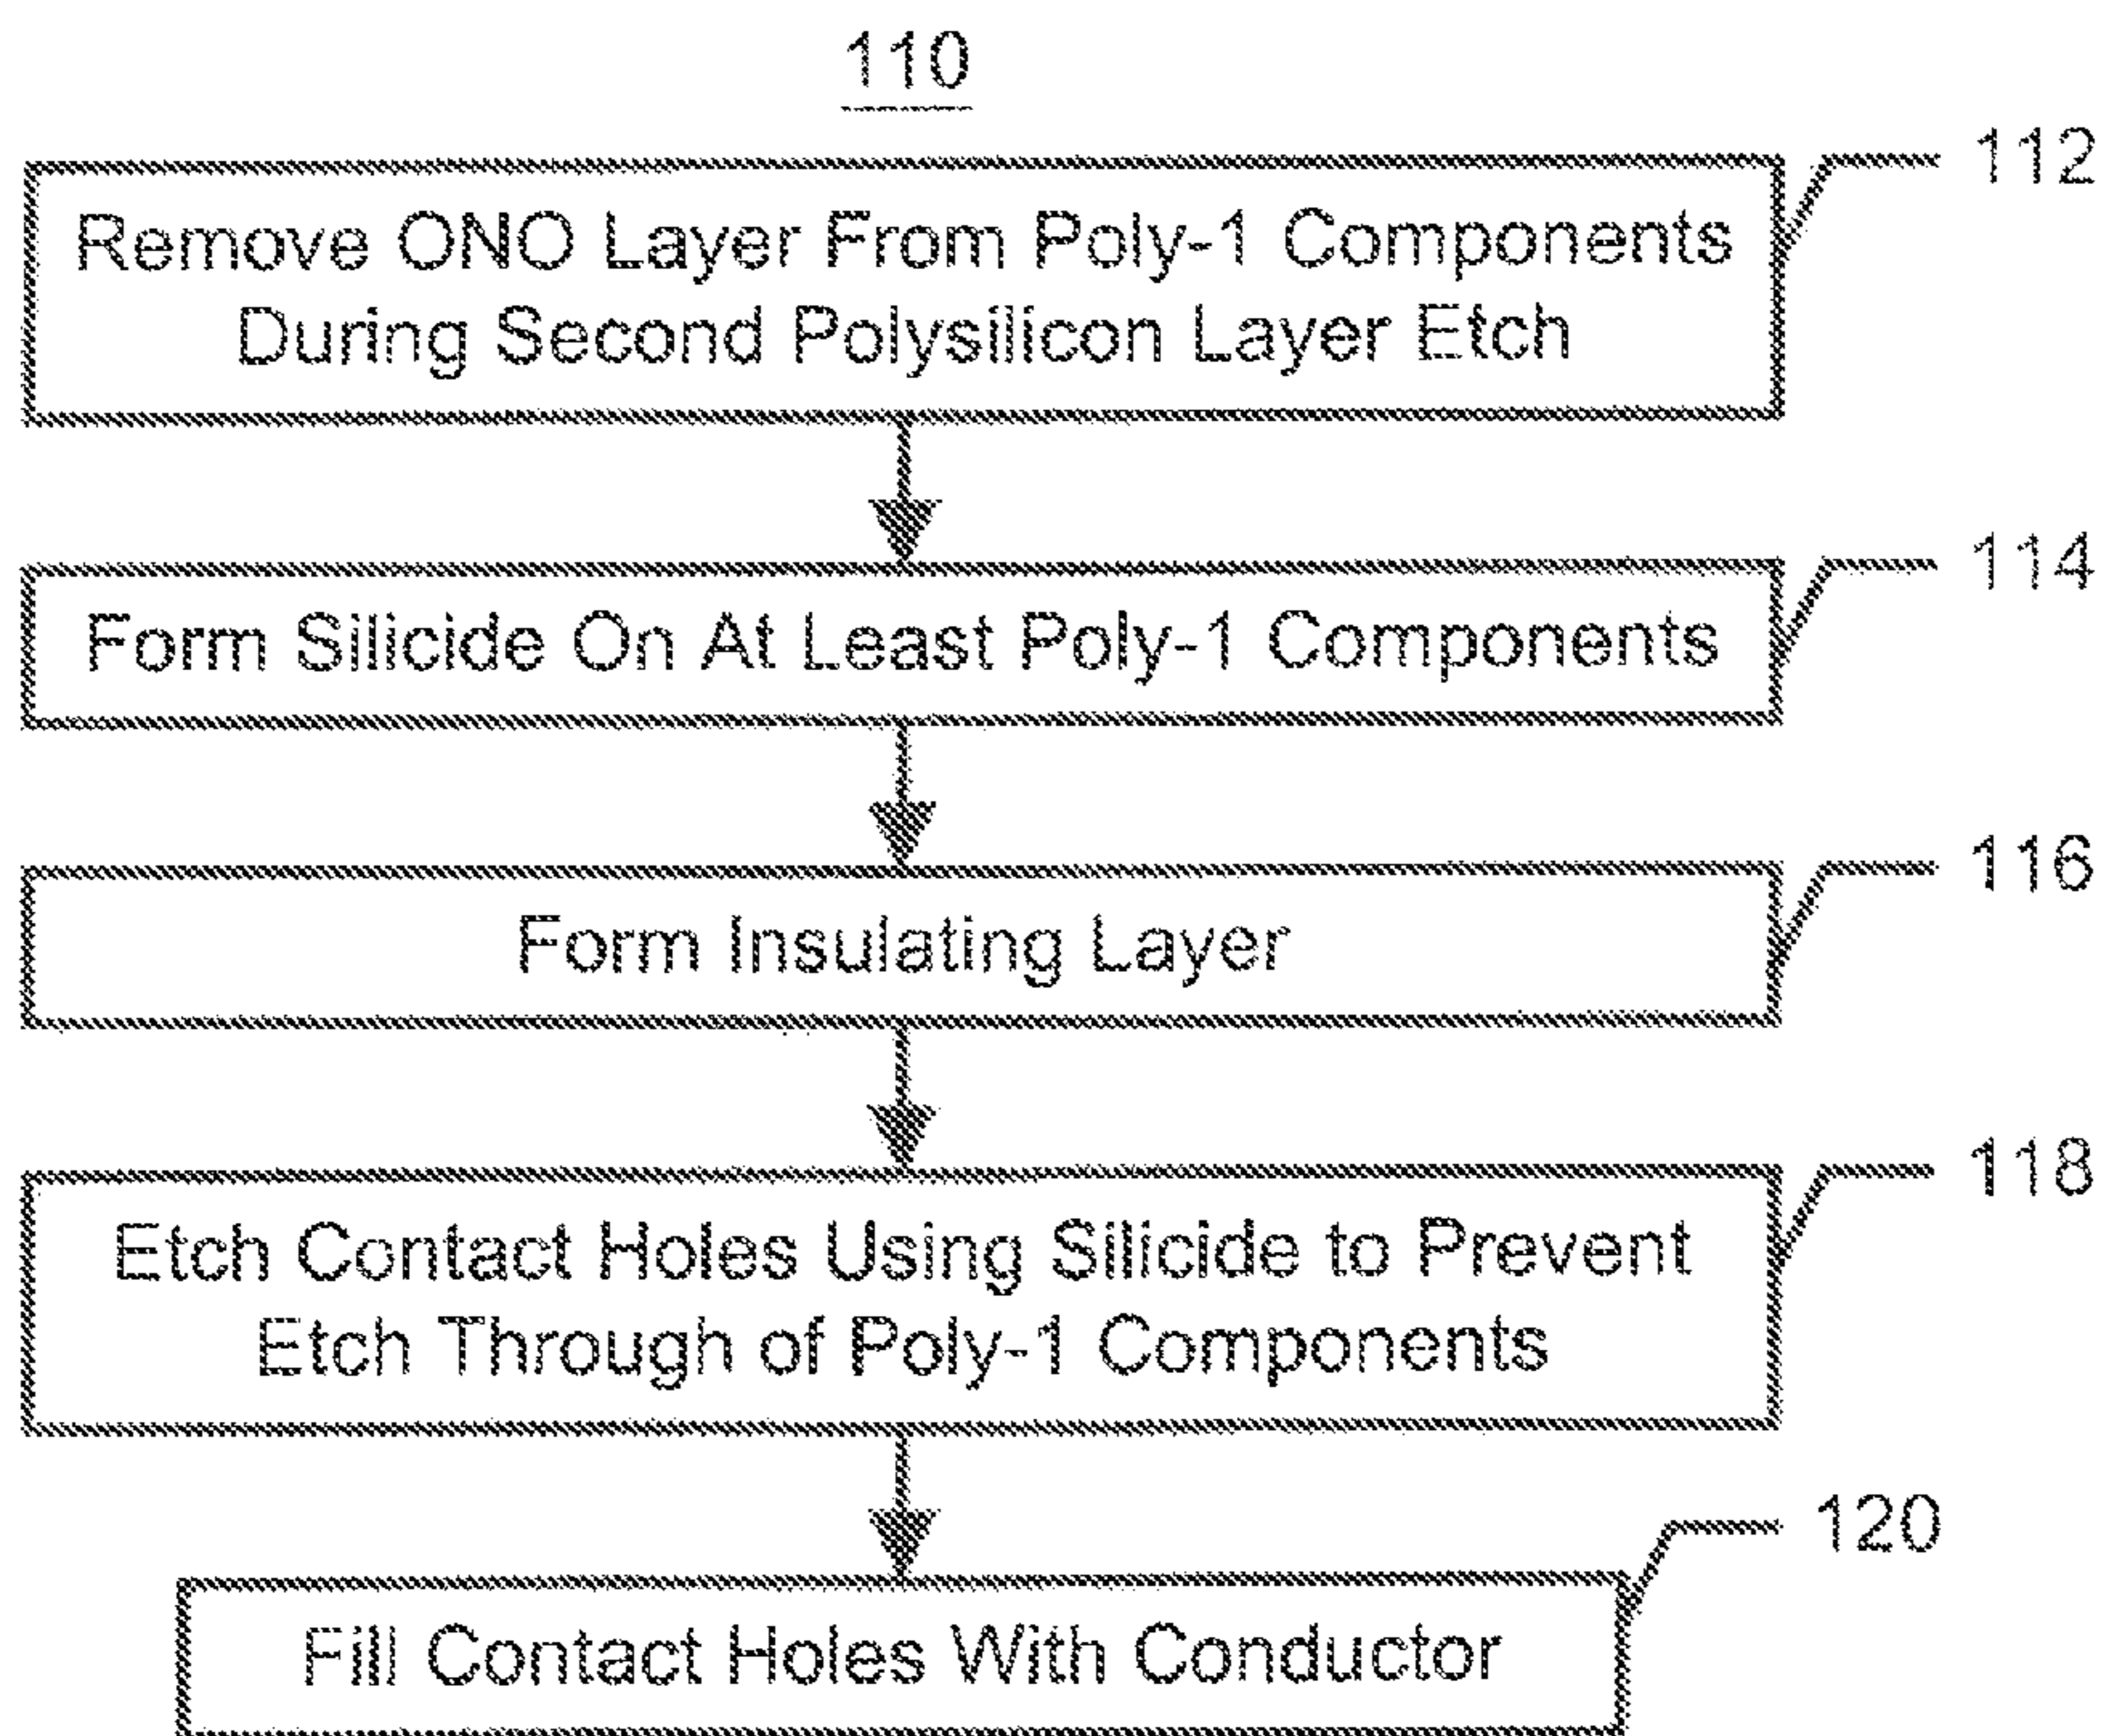 110
112
Remove ONO Layer From Poly-1 Components
During Second Polysilicon Layer Etch
114
Form Silicide On At Least Poly-1 Components
116
Form Insulating Layer
118
Etch Contact Holes Using Silicide to Prevent
Etch Through of Poly-1 Components
120
Fill Contact Holes With Conductor